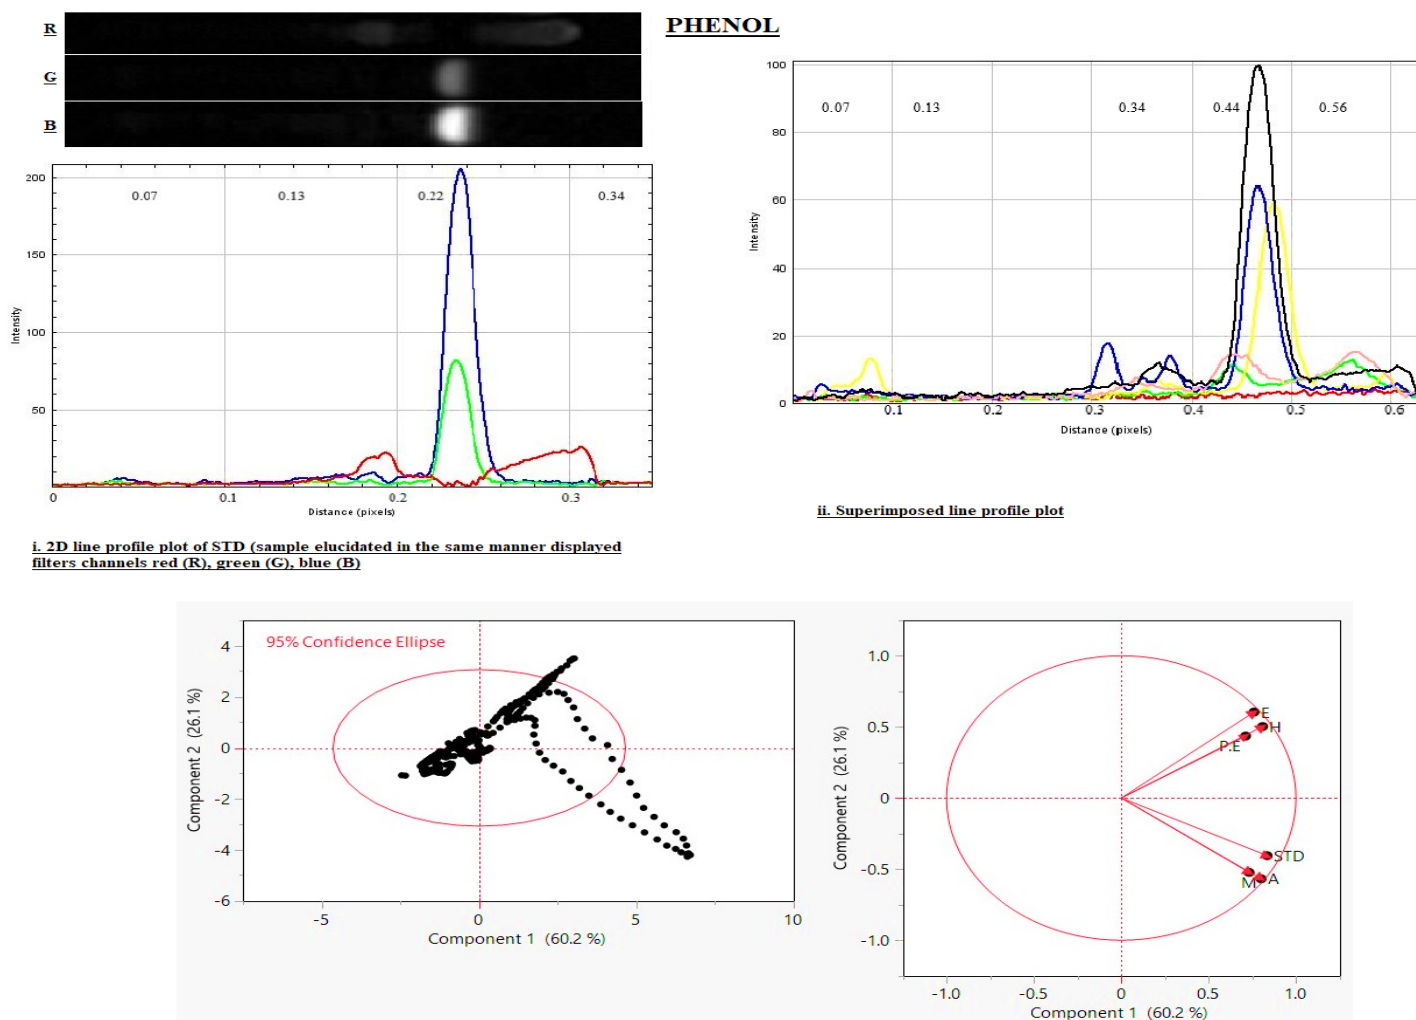 PHENOL
R
G
B
200
150
100
50
0.07
0.13
0.22
0.34
Intensity
0
0.1
0.2
0.3
Distance (pixels)
i. 2D line profile plot of STD (sample elucidated in the same manner displayed
filters channels red (R), green (G), blue (B)
100
80
60
40
20
0
0.07
0.13
0.34
0.44
0.56
Intensity
0.1
0.2
0.3
0.4
0.5
0.6
Distance (pixels)
ii. Superimposed line profile plot
95% Confidence Ellipse
4
2
0
-2
-4
-6
Component 2 (26.1 %)
-5
0
5
10
Component 1 (60.2 %)
1.0
0.5
0
-0.5
-1.0
Component 2 (26.1 %)
E
H
P.E
STD
M
A
-1.0
-0.5
0
0.5
1.0
Component 1 (60.2 %)